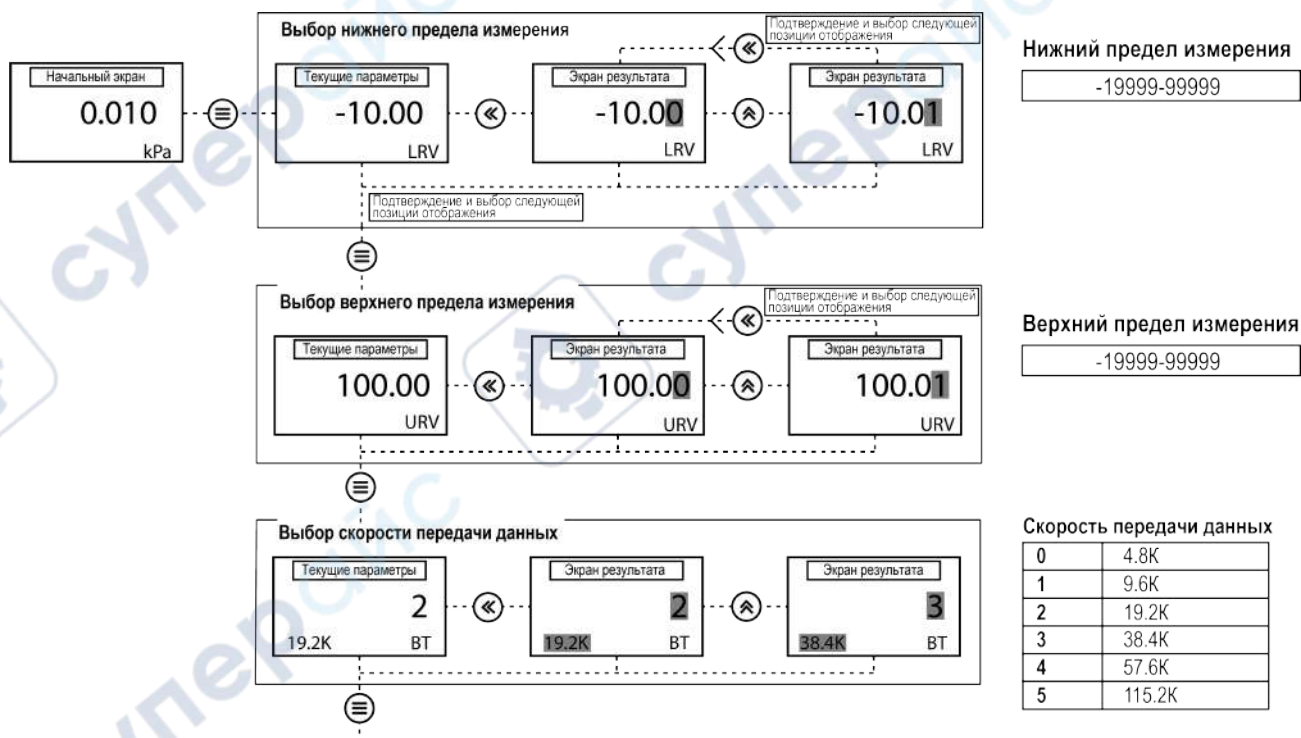 Выбор нижнего предела измерения
Подтверждение и выбор следующей
позиции отображения
Начальный экран
0.010
kPa
Текущие параметры
-10.00
LRV
Экран результата
-10.00
LRV
Экран результата
-10.01
LRV
Подтверждение и выбор следующей
позиции отображения
Нижний предел измерения
-19999-99999
Выбор верхнего предела измерения
Подтверждение и выбор следующей
позиции отображения
Текущие параметры
100.00
URV
Экран результата
100.00
URV
Экран результата
100.01
URV
Верхний предел измерения
-19999-99999
Выбор скорости передачи данных
Текущие параметры
2
19.2K BT
Экран результата
2
19.2K BT
Экран результата
3
38.4K BT
Скорость передачи данных
0 4.8K
1 9.6K
2 19.2K
3 38.4K
4 57.6K
5 115.2K
суперайс
суперайс
суперайс